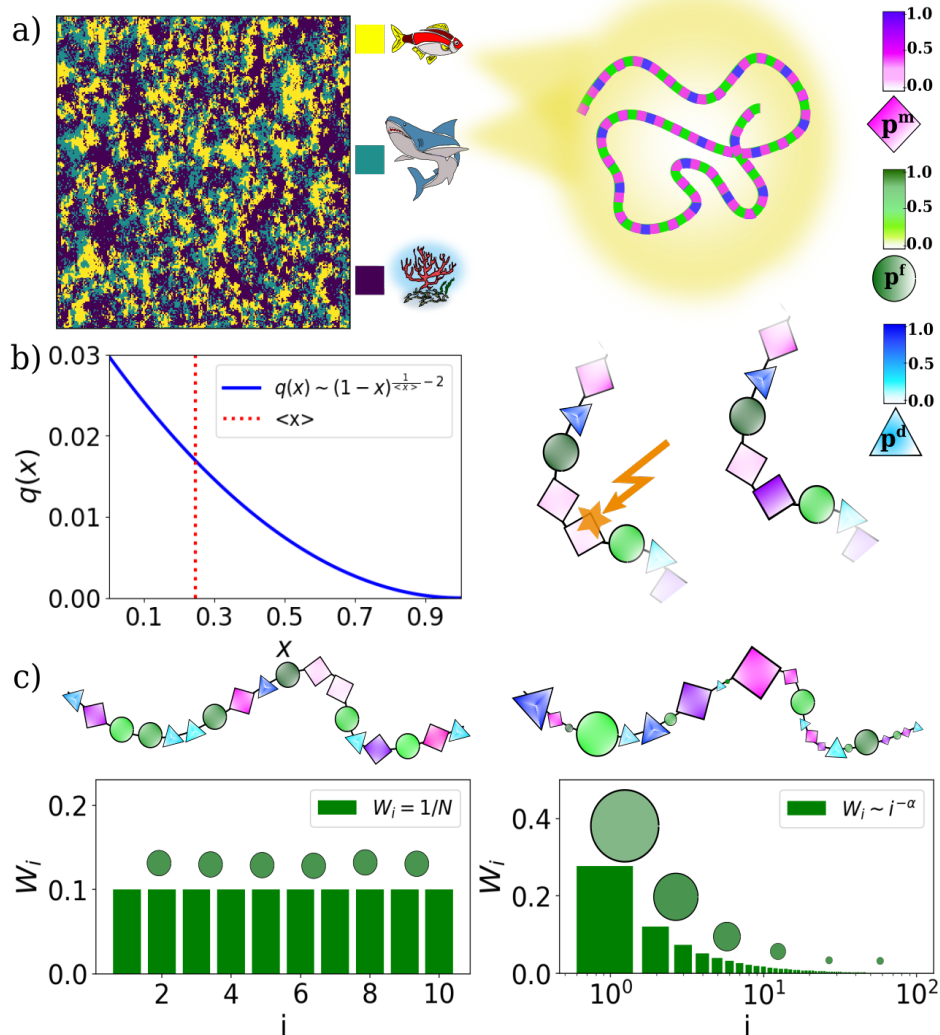 a)
1.0
0.5
0.0
p^m
1.0
0.5
0.0
p^f
1.0
0.5
0.0
p^d
b)
0.03
0.02
0.01
0.00
q(x)
q(x) ~ (1 − x)^{1/<x> − 2}
<x>
0.1 0.3 0.5 0.7 0.9
x
c)
0.2
0.1
0.0
W_i
W_i = 1/N
2 4 6 8 10
i
0.4
0.2
0.0
W_i
W_i ~ i^{−α}
10^0 10^1 10^2
i